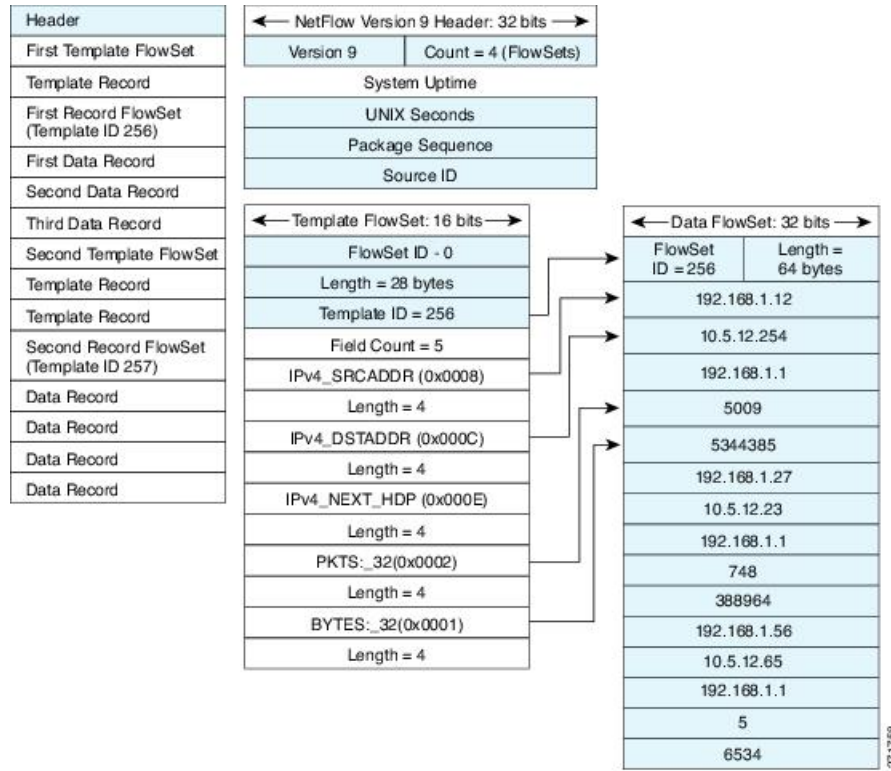 Header
First Template FlowSet
Template Record
First Record FlowSet
(Template ID 256)
First Data Record
Second Data Record
Third Data Record
Second Template FlowSet
Template Record
Template Record
Second Record FlowSet
(Template ID 257)
Data Record
Data Record
Data Record
Data Record
NetFlow Version 9 Header: 32 bits
Version 9
Count = 4 (FlowSets)
System Uptime
UNIX Seconds
Package Sequence
Source ID
Template FlowSet: 16 bits
FlowSet ID - 0
Length = 28 bytes
Template ID = 256
Field Count = 5
IPv4_SRCADDR (0x0008)
Length = 4
IPv4_DSTADDR (0x000C)
Length = 4
IPv4_NEXT_HDP (0x000E)
Length = 4
PKTS:_32(0x0002)
Length = 4
BYTES:_32(0x0001)
Length = 4
Data FlowSet: 32 bits
FlowSet
ID = 256
Length =
64 bytes
192.168.1.12
10.5.12.254
192.168.1.1
5009
5344385
192.168.1.27
10.5.12.23
192.168.1.1
748
388964
192.168.1.56
10.5.12.65
192.168.1.1
5
6534